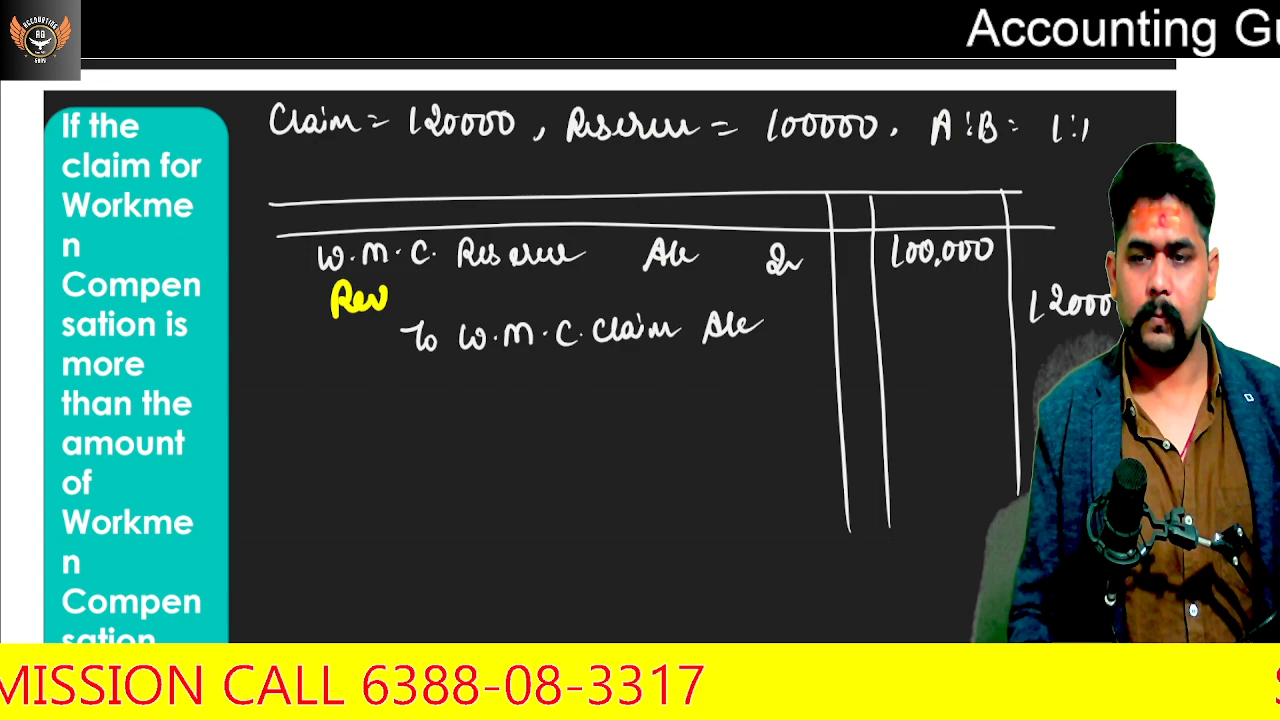 Accounting Gu
If the
claim for
Workme
n
Compen
sation is
more
than the
amount
of
Workme
n
Compen
sation
Claim = 120000, Reserve = 100000. A:B = 1:1
W.M.C. Reserve A/c Dr 100,000
Rev
To W.M.C. Claim A/c 12000
MISSION CALL 6388-08-3317